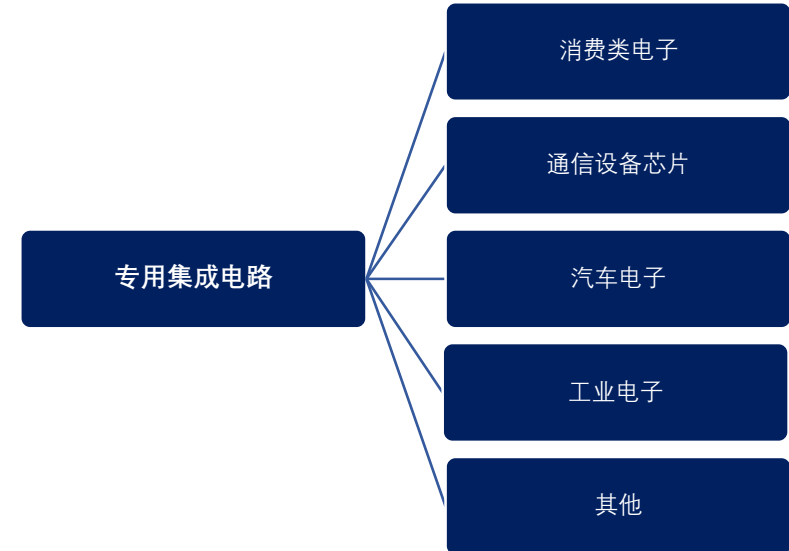 消费类电子
通信设备芯片
专用集成电路
汽车电子
工业电子
其他